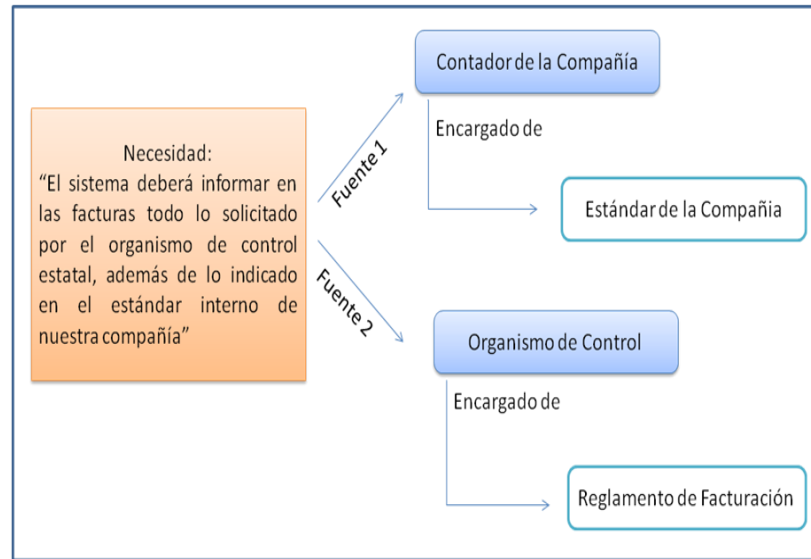 Necesidad:
“El sistema deberá informar en
las facturas todo lo solicitado
por el organismo de control
estatal, además de lo indicado
en el estándar interno de
nuestra compañía”
Fuente 1
Contador de la Compañía
Encargado de
Estándar de la Compañia
Fuente 2
Organismo de Control
Encargado de
Reglamento de Facturación